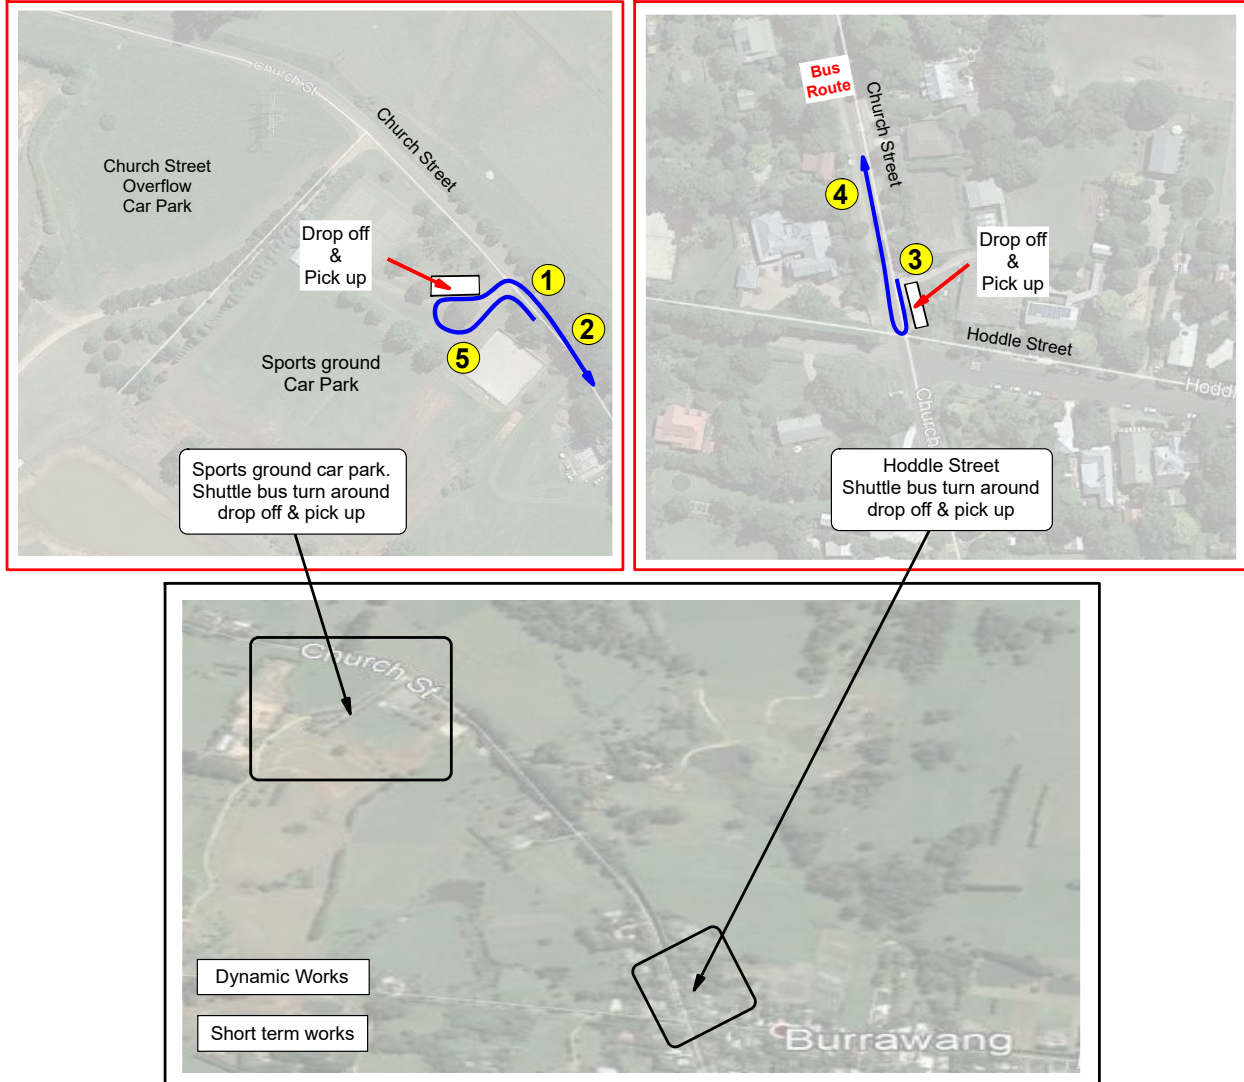 Church St
Church Street
Church Street
Overflow
Car Park
Drop off
&
Pick up
1
2
5
Sports ground
Car Park
Sports ground car park.
Shuttle bus turn around
drop off & pick up
Bus
Route
Church Street
4
3
Drop off
&
Pick up
Hoddle Street
Hoddl
Church
Hoddle Street
Shuttle bus turn around
drop off & pick up
Church St
Dynamic Works
Short term works
Burrawang